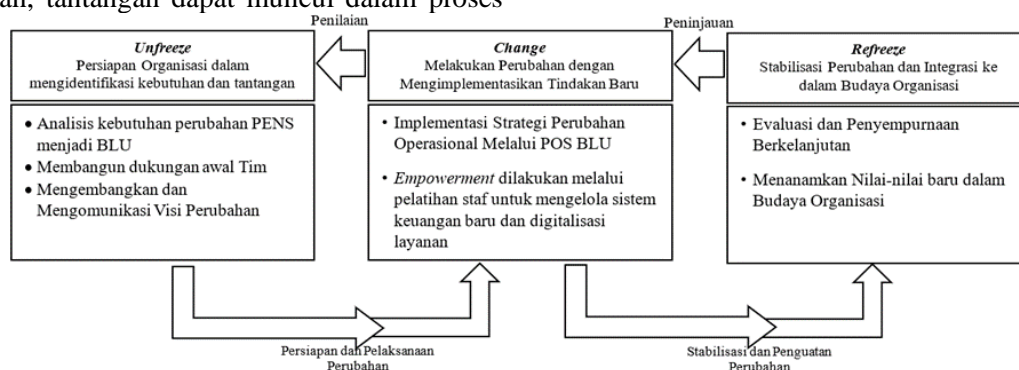 an, tantangan dapat muncul dalam proses
Penilaian
Peninjauan
Unfreeze
Persiapan Organisasi dalam
mengidentifikasi kebutuhan dan tantangan
Change
Melakukan Perubahan dengan
Mengimplementasikan Tindakan Baru
Refreeze
Stabilisasi Perubahan dan Integrasi ke
dalam Budaya Organisasi
• Analisis kebutuhan perubahan PENS
menjadi BLU
• Membangun dukungan awal Tim
• Mengembangkan dan
Mengomunikasi Visi Perubahan
• Implementasi Strategi Perubahan
Operasional Melalui POS BLU
• Empowerment dilakukan melalui
pelatihan staf untuk mengelola sistem
keuangan baru dan digitalisasi
layanan
• Evaluasi dan Penyempurnaan
Berkelanjutan
• Menanamkan Nilai-nilai baru dalam
Budaya Organisasi
Persiapan dan Pelaksanaan
Perubahan
Stabilisasi dan Penguatan
Perubahan